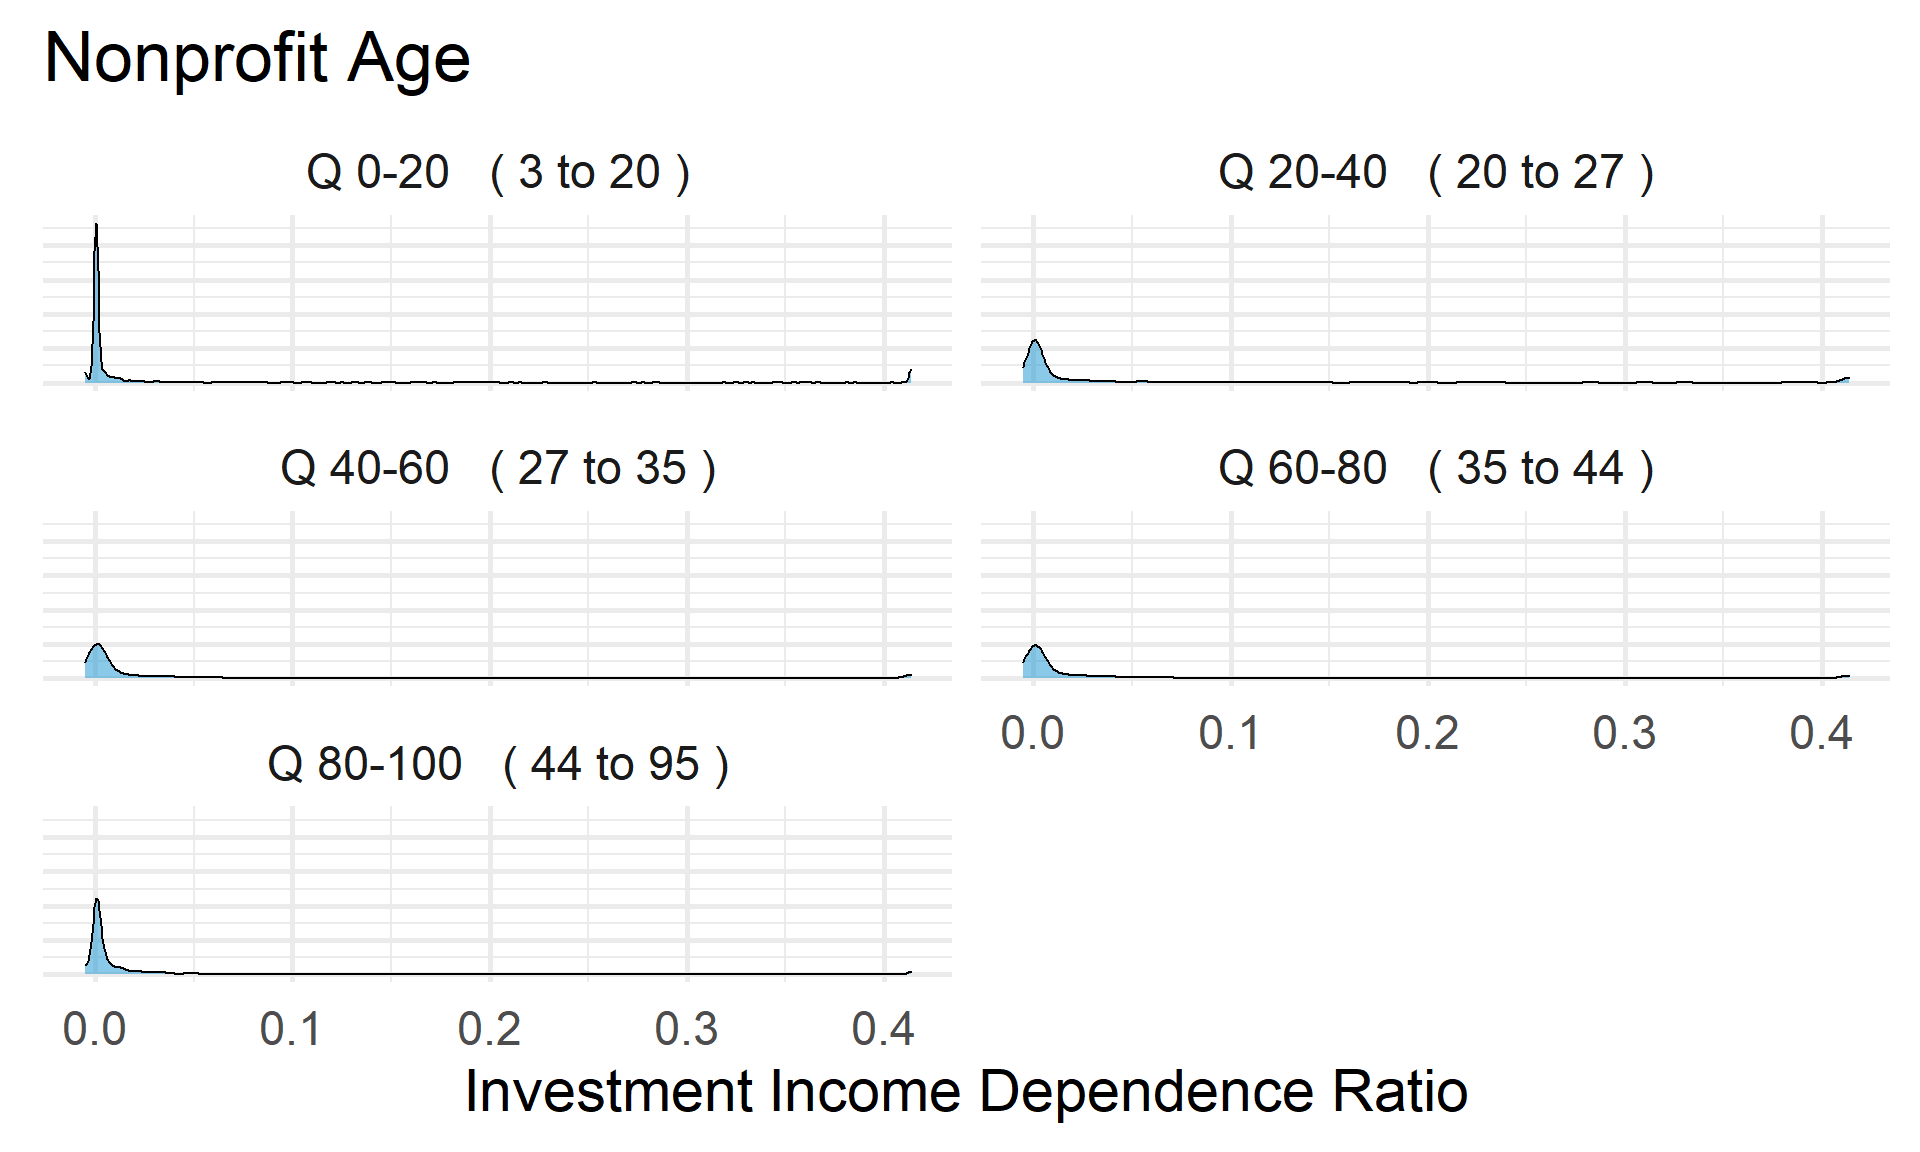 Nonprofit Age
Q 0-20 ( 3 to 20 )
Q 20-40 ( 20 to 27 )
Q 40-60 ( 27 to 35 )
Q 60-80 ( 35 to 44 )
0.0 0.1 0.2 0.3 0.4
Q 80-100 ( 44 to 95 )
0.0 0.1 0.2 0.3 0.4
Investment Income Dependence Ratio